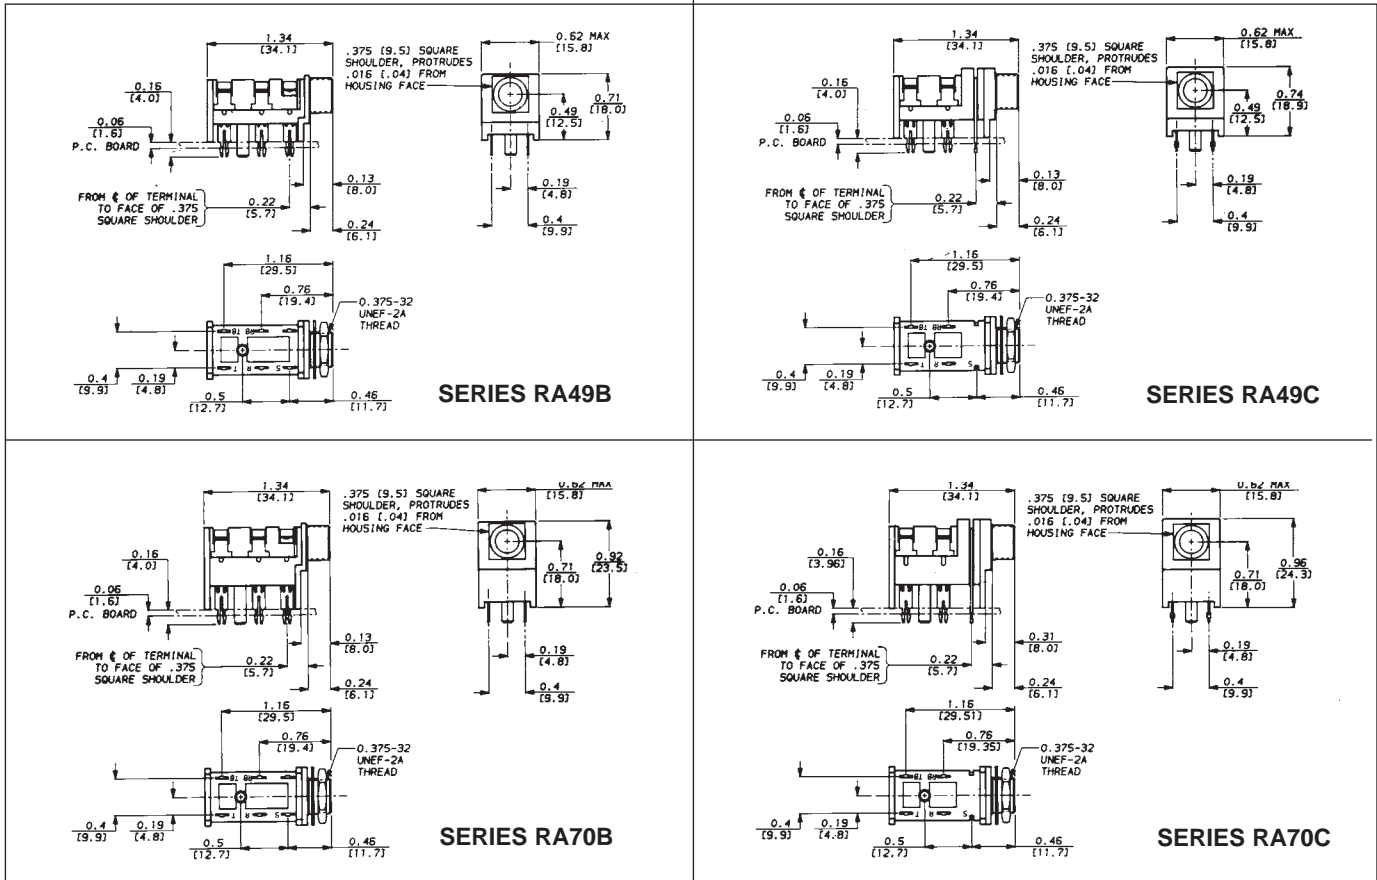 1.34
[34.1]
.375 [9.5] SQUARE
SHOULDER, PROTRUDES
.016 [.04] FROM
HOUSING FACE
0.62 MAX
[15.8]
0.16
[4.0]
0.06
[1.6]
P.C. BOARD
0.71
[18.0]
0.49
[12.5]
0.13
[8.0]
0.19
[4.8]
FROM ℄ OF TERMINAL
TO FACE OF .375
SQUARE SHOULDER
0.22
[5.7]
0.24
[6.1]
0.4
[9.9]
1.16
[29.5]
0.76
[19.4]
0.375-32
UNEF-2A
THREAD
TB RB
T R S
0.4
[9.9]
0.19
[4.8]
0.5
[12.7]
0.46
[11.7]
SERIES RA49B
1.34
[34.1]
.375 [9.5] SQUARE
SHOULDER, PROTRUDES
.016 [.04] FROM
HOUSING FACE
0.62 MAX
[15.8]
0.16
[4.0]
0.06
[1.6]
P.C. BOARD
0.74
[18.9]
0.49
[12.5]
0.13
[8.0]
0.19
[4.8]
FROM ℄ OF TERMINAL
TO FACE OF .375
SQUARE SHOULDER
0.22
[5.7]
0.24
[6.1]
0.4
[9.9]
1.16
[29.5]
0.76
[19.4]
0.375-32
UNEF-2A
THREAD
TB RB
T R S
0.4
[9.9]
0.19
[4.8]
0.5
[12.7]
0.46
[11.7]
SERIES RA49C
1.34
[34.1]
.375 [9.5] SQUARE
SHOULDER, PROTRUDES
.016 [.04] FROM
HOUSING FACE
0.62 MAX
[15.8]
0.16
[4.0]
0.06
[1.6]
P.C. BOARD
0.92
[23.5]
0.71
[18.0]
0.13
[8.0]
0.19
[4.8]
FROM ℄ OF TERMINAL
TO FACE OF .375
SQUARE SHOULDER
0.22
[5.7]
0.24
[6.1]
0.4
[9.9]
1.16
[29.5]
0.76
[19.4]
0.375-32
UNEF-2A
THREAD
TB RB
T R S
0.4
[9.9]
0.19
[4.8]
0.5
[12.7]
0.46
[11.7]
SERIES RA70B
1.34
[34.1]
.375 [9.5] SQUARE
SHOULDER, PROTRUDES
.016 [.04] FROM
HOUSING FACE
0.62 MAX
[15.8]
0.16
[3.96]
0.06
[1.6]
P.C. BOARD
0.96
[24.3]
0.71
[18.0]
0.31
[8.0]
0.19
[4.8]
FROM ℄ OF TERMINAL
TO FACE OF .375
SQUARE SHOULDER
0.22
[5.7]
0.24
[6.1]
0.4
[9.9]
1.16
[29.51]
0.76
[19.35]
0.375-32
UNEF-2A
THREAD
TB RB
T R S
0.4
[9.9]
0.19
[4.8]
0.5
[12.7]
0.46
[11.7]
SERIES RA70C